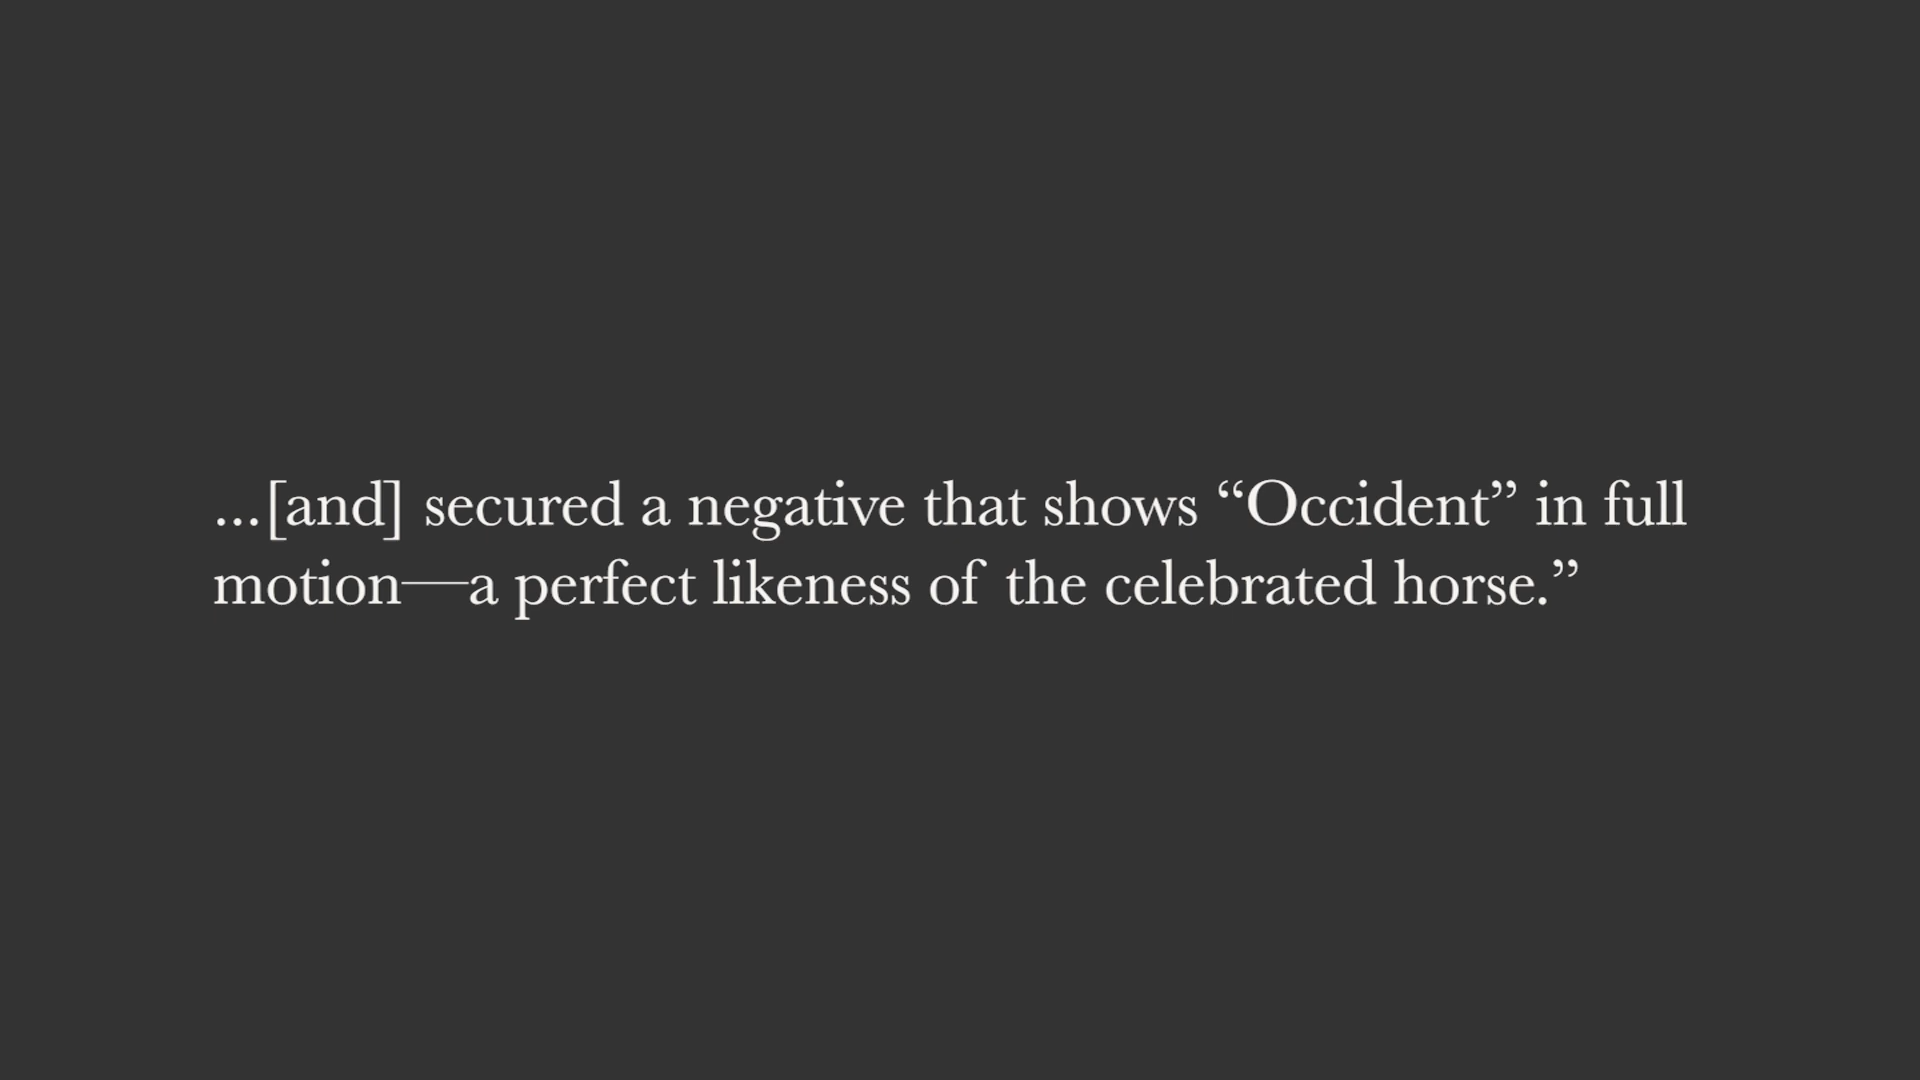 ...[and] secured a negative that shows “Occident” in full
motion—a perfect likeness of the celebrated horse.”